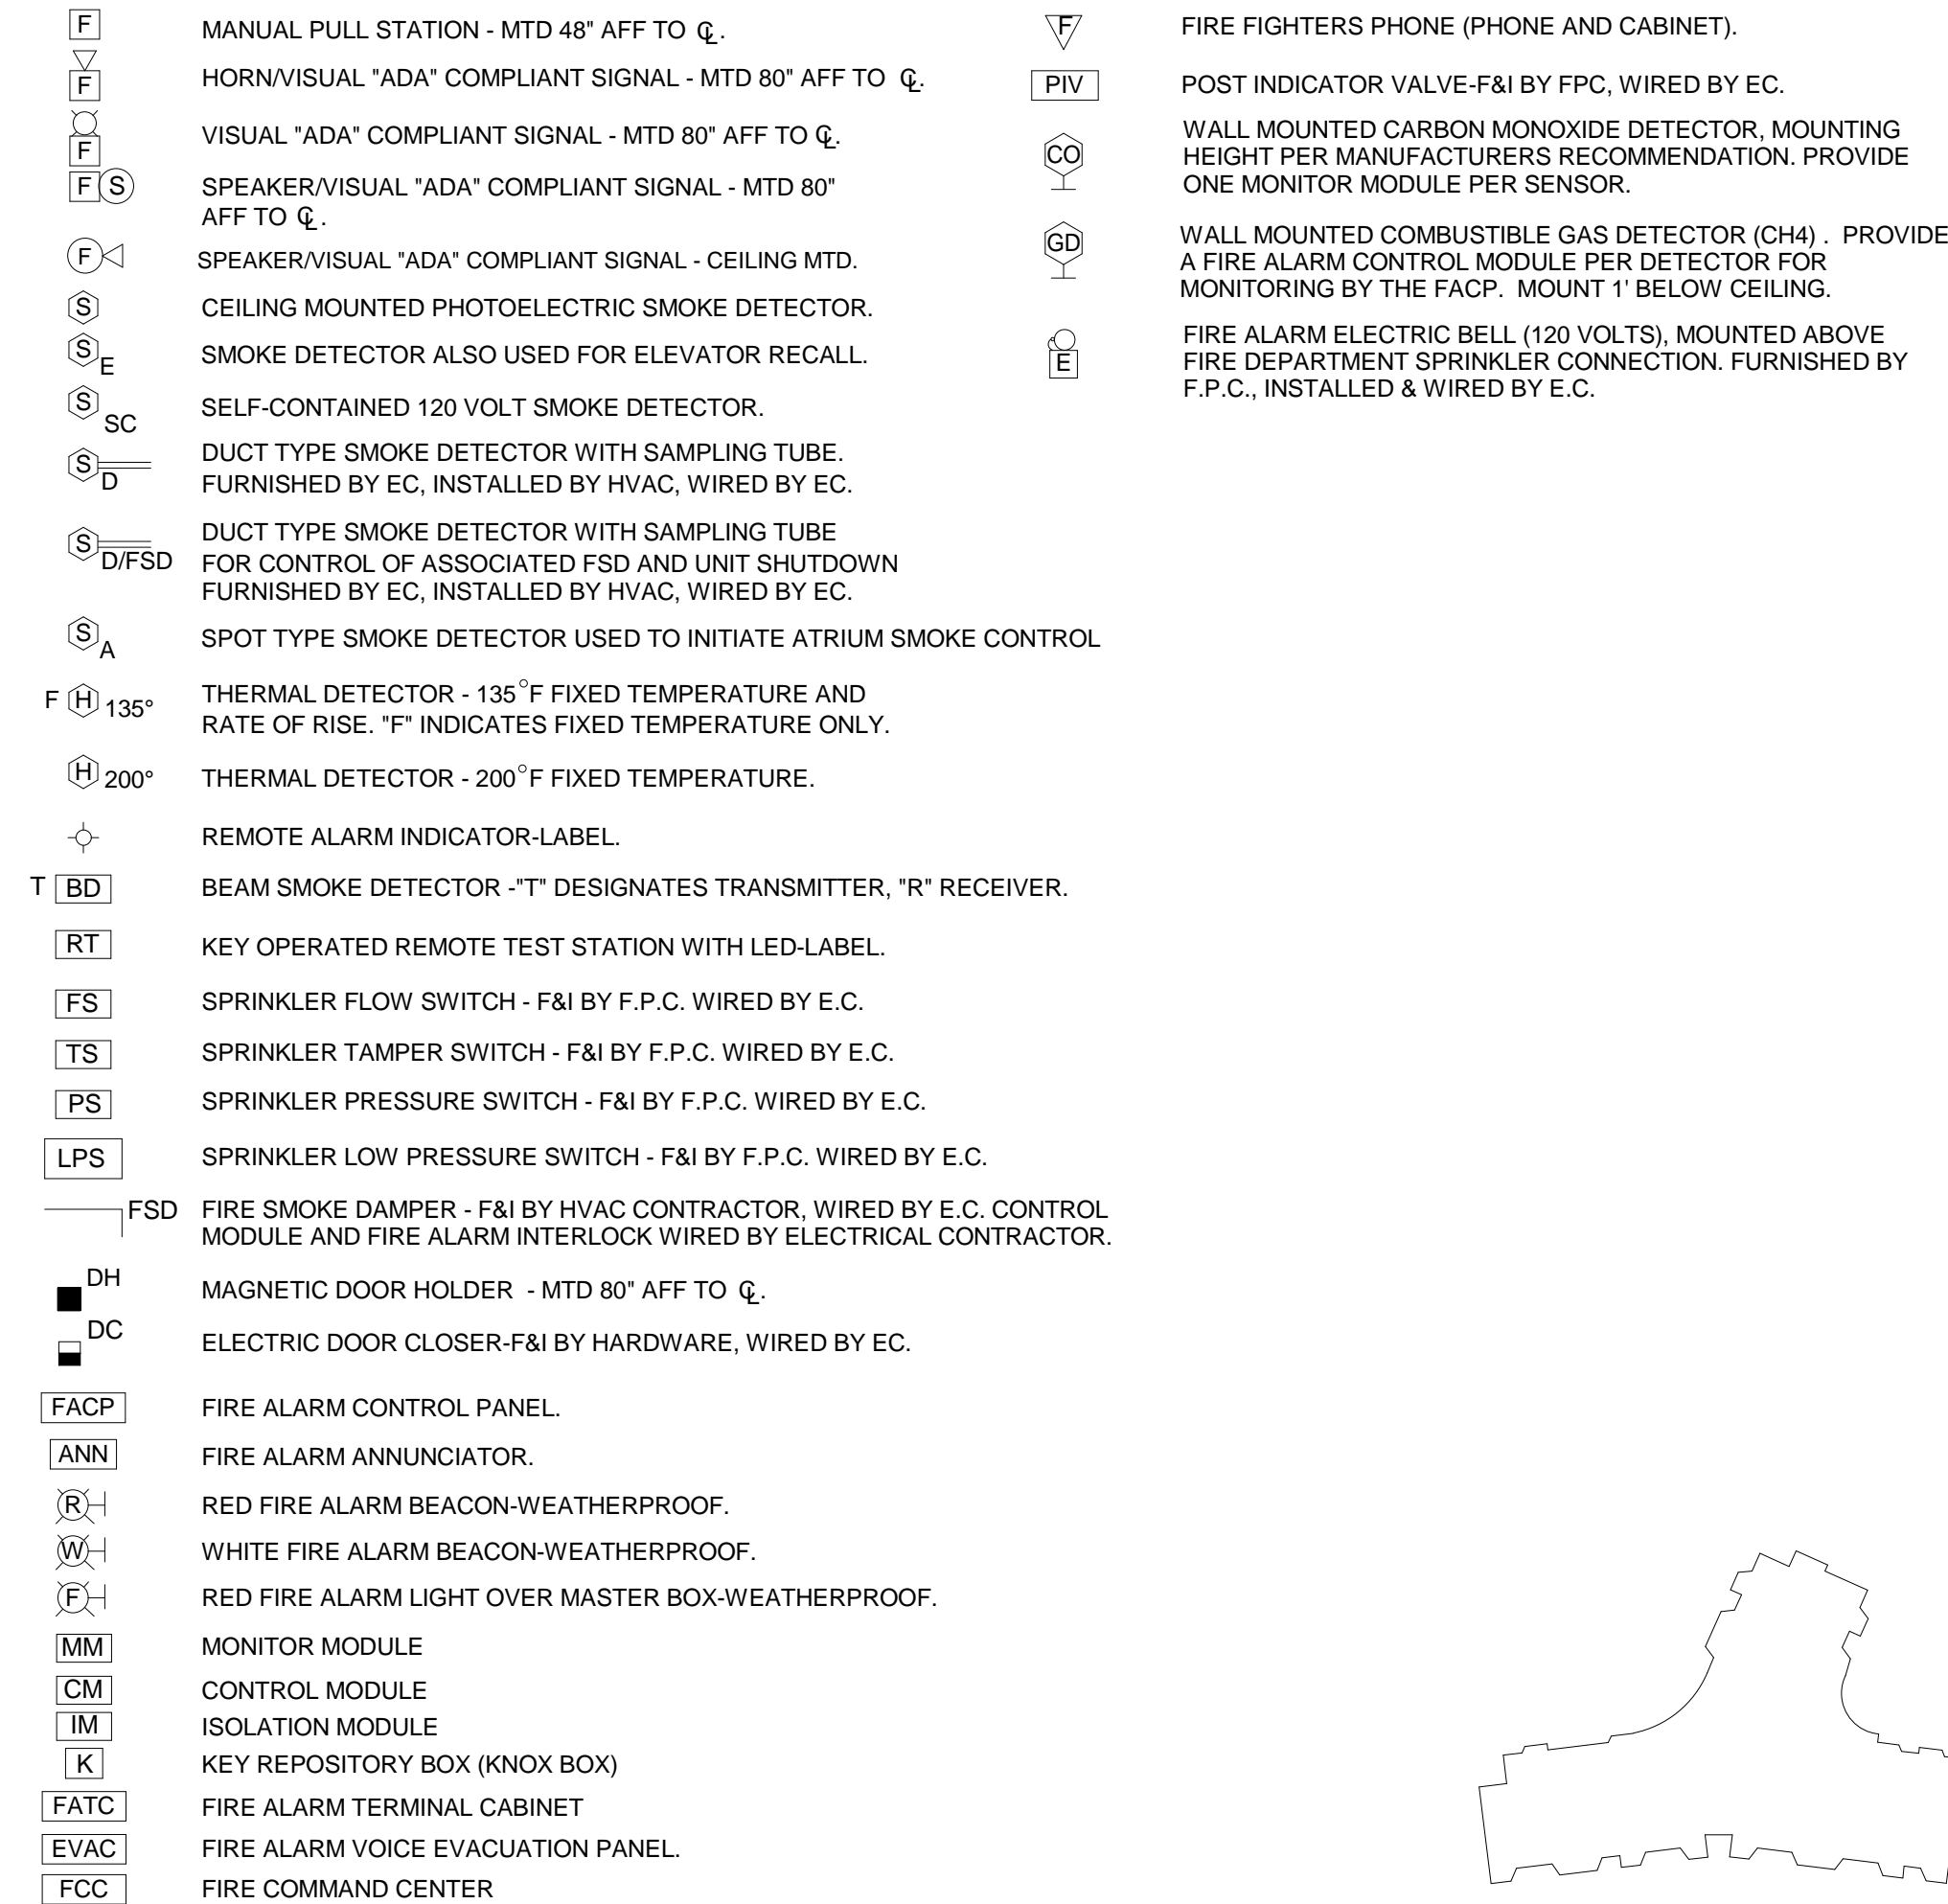 F MANUAL PULL STATION - MTD 48" AFF TO ℄.
F HORN/VISUAL "ADA" COMPLIANT SIGNAL - MTD 80" AFF TO ℄.
F VISUAL "ADA" COMPLIANT SIGNAL - MTD 80" AFF TO ℄.
F S SPEAKER/VISUAL "ADA" COMPLIANT SIGNAL - MTD 80"
AFF TO ℄.
F SPEAKER/VISUAL "ADA" COMPLIANT SIGNAL - CEILING MTD.
S CEILING MOUNTED PHOTOELECTRIC SMOKE DETECTOR.
S E SMOKE DETECTOR ALSO USED FOR ELEVATOR RECALL.
S SC SELF-CONTAINED 120 VOLT SMOKE DETECTOR.
S D DUCT TYPE SMOKE DETECTOR WITH SAMPLING TUBE.
FURNISHED BY EC, INSTALLED BY HVAC, WIRED BY EC.
S D/FSD DUCT TYPE SMOKE DETECTOR WITH SAMPLING TUBE
FOR CONTROL OF ASSOCIATED FSD AND UNIT SHUTDOWN
FURNISHED BY EC, INSTALLED BY HVAC, WIRED BY EC.
S A SPOT TYPE SMOKE DETECTOR USED TO INITIATE ATRIUM SMOKE CONTROL
F H 135° THERMAL DETECTOR - 135°F FIXED TEMPERATURE AND
RATE OF RISE. "F" INDICATES FIXED TEMPERATURE ONLY.
H 200° THERMAL DETECTOR - 200°F FIXED TEMPERATURE.
REMOTE ALARM INDICATOR-LABEL.
T BD BEAM SMOKE DETECTOR -"T" DESIGNATES TRANSMITTER, "R" RECEIVER.
RT KEY OPERATED REMOTE TEST STATION WITH LED-LABEL.
FS SPRINKLER FLOW SWITCH - F&I BY F.P.C. WIRED BY E.C.
TS SPRINKLER TAMPER SWITCH - F&I BY F.P.C. WIRED BY E.C.
PS SPRINKLER PRESSURE SWITCH - F&I BY F.P.C. WIRED BY E.C.
LPS SPRINKLER LOW PRESSURE SWITCH - F&I BY F.P.C. WIRED BY E.C.
FSD FIRE SMOKE DAMPER - F&I BY HVAC CONTRACTOR, WIRED BY E.C. CONTROL
MODULE AND FIRE ALARM INTERLOCK WIRED BY ELECTRICAL CONTRACTOR.
DH MAGNETIC DOOR HOLDER - MTD 80" AFF TO ℄.
DC ELECTRIC DOOR CLOSER-F&I BY HARDWARE, WIRED BY EC.
FACP FIRE ALARM CONTROL PANEL.
ANN FIRE ALARM ANNUNCIATOR.
R RED FIRE ALARM BEACON-WEATHERPROOF.
W WHITE FIRE ALARM BEACON-WEATHERPROOF.
F RED FIRE ALARM LIGHT OVER MASTER BOX-WEATHERPROOF.
MM MONITOR MODULE
CM CONTROL MODULE
IM ISOLATION MODULE
K KEY REPOSITORY BOX (KNOX BOX)
FATC FIRE ALARM TERMINAL CABINET
EVAC FIRE ALARM VOICE EVACUATION PANEL.
FCC FIRE COMMAND CENTER
F FIRE FIGHTERS PHONE (PHONE AND CABINET).
PIV POST INDICATOR VALVE-F&I BY FPC, WIRED BY EC.
CO WALL MOUNTED CARBON MONOXIDE DETECTOR, MOUNTING
HEIGHT PER MANUFACTURERS RECOMMENDATION. PROVIDE
ONE MONITOR MODULE PER SENSOR.
GD WALL MOUNTED COMBUSTIBLE GAS DETECTOR (CH4) . PROVIDE
A FIRE ALARM CONTROL MODULE PER DETECTOR FOR
MONITORING BY THE FACP. MOUNT 1' BELOW CEILING.
E FIRE ALARM ELECTRIC BELL (120 VOLTS), MOUNTED ABOVE
FIRE DEPARTMENT SPRINKLER CONNECTION. FURNISHED BY
F.P.C., INSTALLED & WIRED BY E.C.